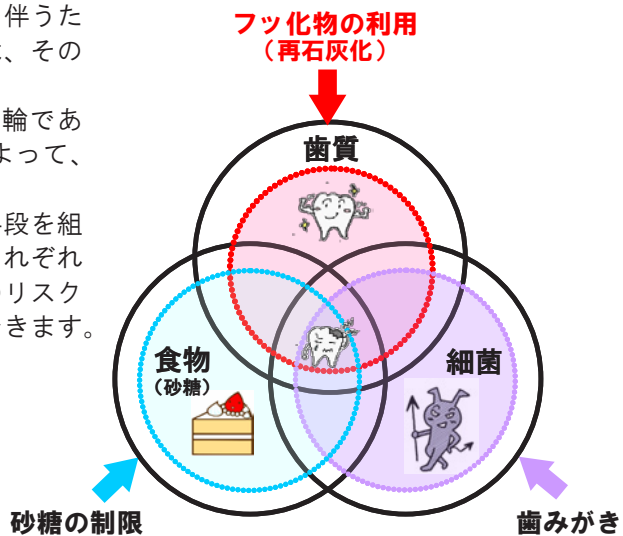 伴うた
、その
輪であ
よって、
段を組
れぞれ
リスク
きます。
フッ化物の利用
（再石灰化）
歯質
食物
（砂糖）
細菌
砂糖の制限
歯みがき